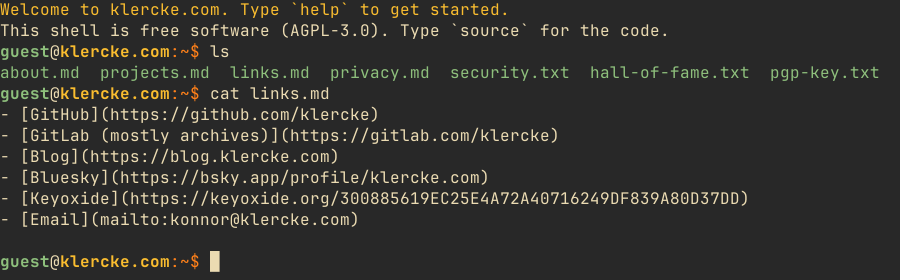 Welcome to klercke.com. Type `help` to get started.
This shell is free software (AGPL-3.0). Type `source` for the code.
guest@klercke.com:~$ ls
about.md  projects.md  links.md  privacy.md  security.txt  hall-of-fame.txt  pgp-key.txt
guest@klercke.com:~$ cat links.md
- [GitHub](https://github.com/klercke)
- [GitLab (mostly archives)](https://gitlab.com/klercke)
- [Blog](https://blog.klercke.com)
- [Bluesky](https://bsky.app/profile/klercke.com)
- [Keyoxide](https://keyoxide.org/300885619EC25E4A72A40716249DF839A80D37DD)
- [Email](mailto:konnor@klercke.com)
guest@klercke.com:~$